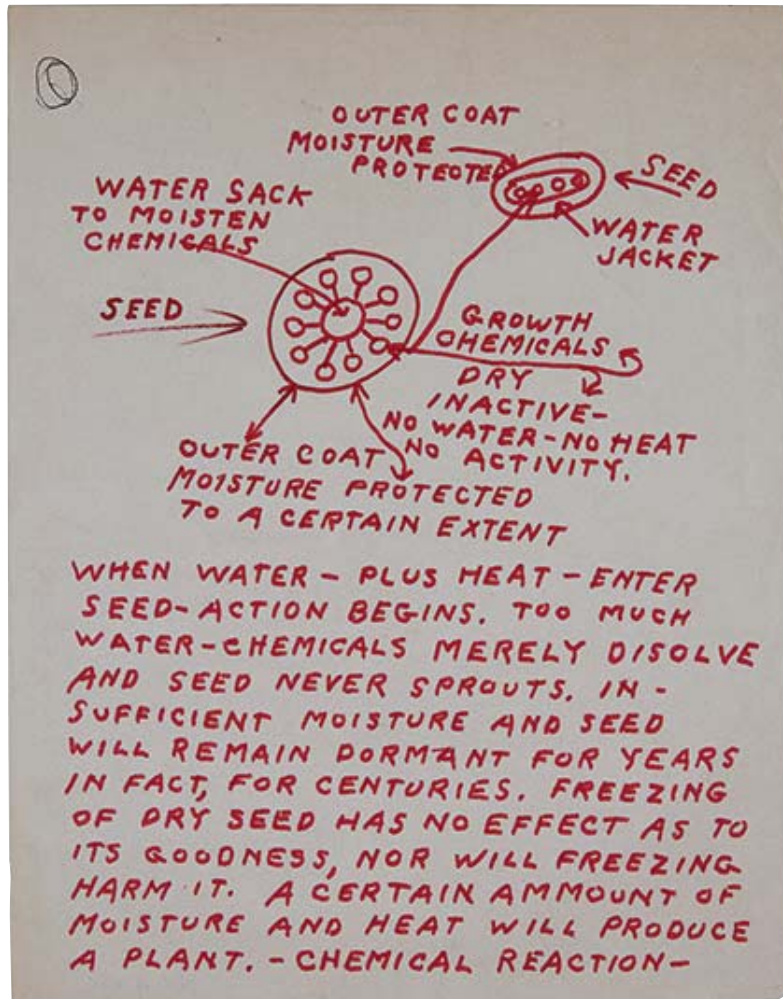 OUTER COAT
MOISTURE
PROTECTED
SEED
WATER
JACKET
WATER SACK
TO MOISTEN
CHEMICALS
SEED
GROWTH
CHEMICALS
DRY
INACTIVE-
NO WATER-NO HEAT
NO ACTIVITY.
OUTER COAT
MOISTURE PROTECTED
TO A CERTAIN EXTENT
WHEN WATER - PLUS HEAT - ENTER
SEED-ACTION BEGINS. TOO MUCH
WATER-CHEMICALS MERELY DISOLVE
AND SEED NEVER SPROUTS. IN -
SUFFICIENT MOISTURE AND SEED
WILL REMAIN DORMANT FOR YEARS
IN FACT, FOR CENTURIES. FREEZING
OF DRY SEED HAS NO EFFECT AS TO
ITS GOODNESS, NOR WILL FREEZING
HARM IT. A CERTAIN AMMOUNT OF
MOISTURE AND HEAT WILL PRODUCE
A PLANT. - CHEMICAL REACTION -